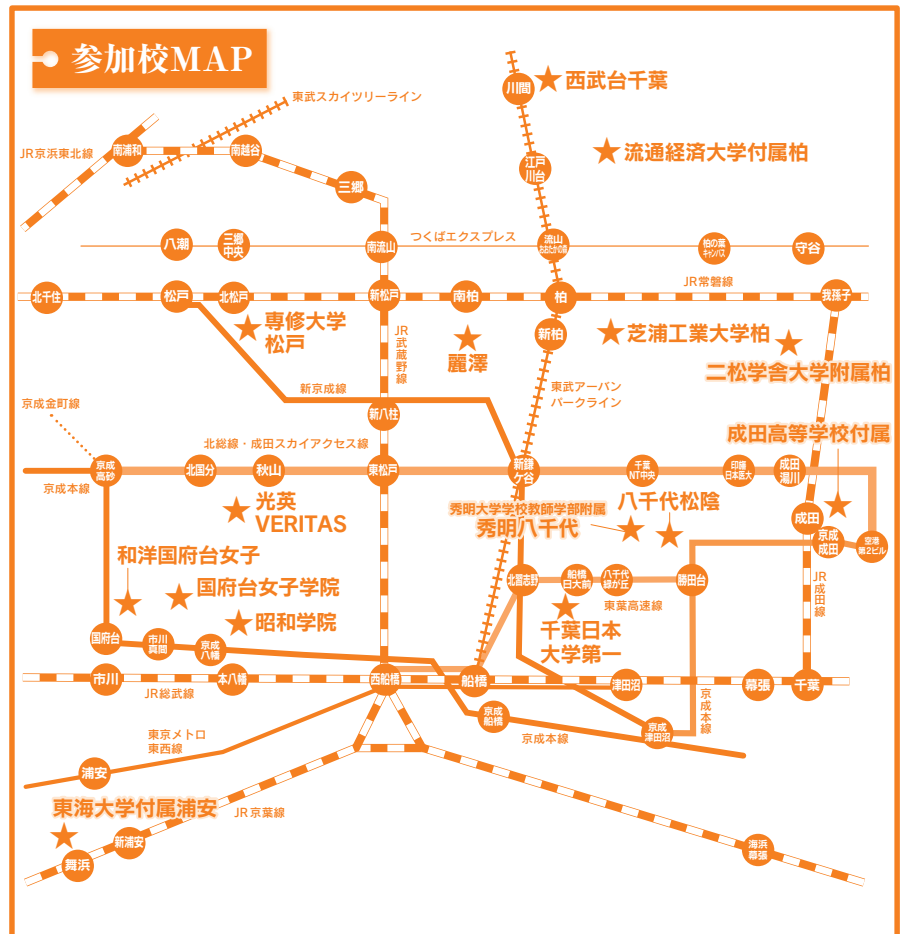 参加校MAP
西武台千葉
川間
東武スカイツリーライン
JR京浜東北線
南浦和
南越谷
流通経済大学付属柏
江戸
川台
三郷
つくばエクスプレス
八潮
三郷
中央
南流山
流山
おおたかの森
柏の葉
キャンパス
守谷
JR常磐線
北千住
松戸
北松戸
新松戸
南柏
柏
我孫子
専修大学
松戸
JR武蔵野線
麗澤
新柏
芝浦工業大学柏
二松学舎大学附属柏
東武アーバン
パークライン
新京成線
京成金町線
新八柱
成田高等学校付属
北総線・成田スカイアクセス線
京成
高砂
北国分
秋山
東松戸
新鎌
ケ谷
千葉
NT中央
印旛
日本医大
成田
湯川
京成本線
光英
VERITAS
秀明大学学校教師学部附属
秀明八千代
八千代松陰
成田
京成
成田
空港
第2ビル
和洋国府台女子
国府台女子学院
昭和学院
北習志野
船橋
日大前
八千代
緑が丘
勝田台
東葉高速線
JR成田線
千葉日本
大学第一
国府台
市川
真間
京成
八幡
市川
本八幡
西船橋
船橋
津田沼
幕張
千葉
JR総武線
京成本線
京成
船橋
京成
津田沼
京成本線
東京メトロ
東西線
浦安
東海大学付属浦安
JR京葉線
新浦安
舞浜
海浜
幕張